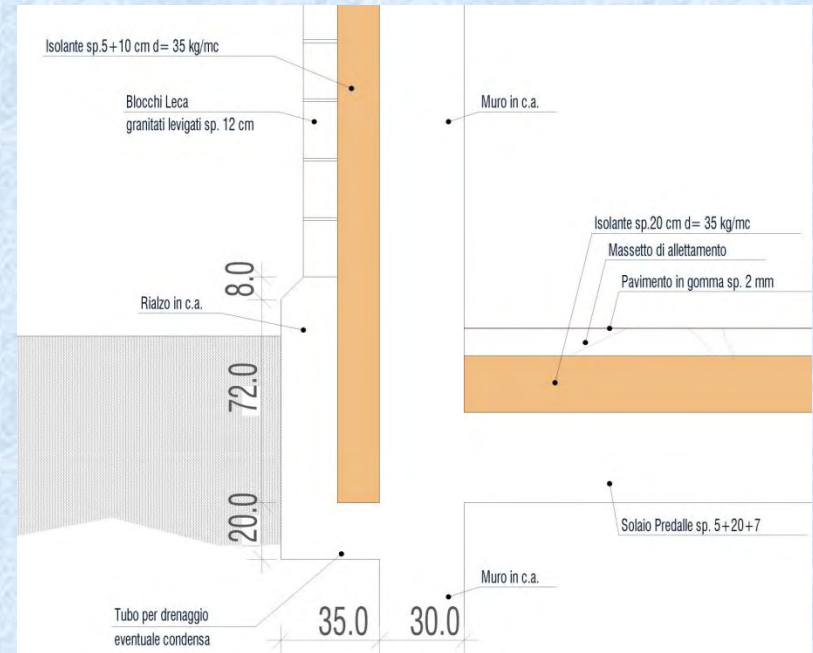 Isolante sp.5+10 cm d= 35 kg/mc
Blocchi Leca
granitati levigati sp. 12 cm
Muro in c.a.
Isolante sp.20 cm d= 35 kg/mc
Massetto di allettamento
Pavimento in gomma sp. 2 mm
8.0
Rialzo in c.a.
72.0
20.0
Solaio Predalle sp. 5+20+7
Muro in c.a.
Tubo per drenaggio
eventuale condensa
35.0
30.0